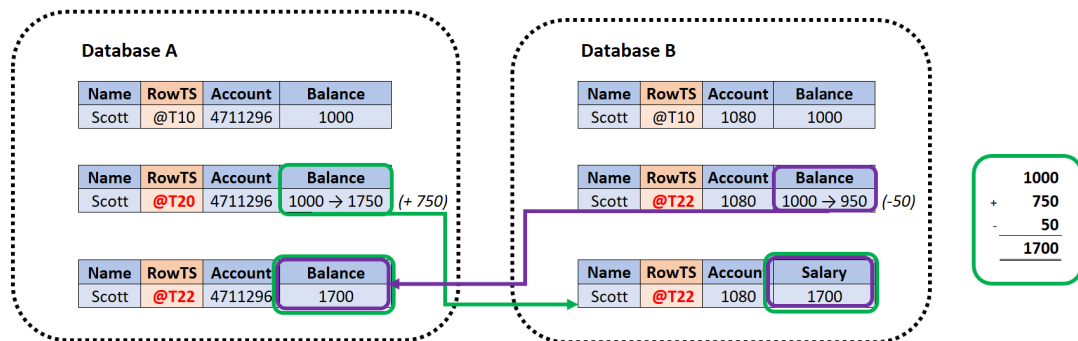 Database A
Name RowTS Account Balance
Scott @T10 4711296 1000
Name RowTS Account Balance
Scott @T20 4711296 1000 → 1750 (+ 750)
Name RowTS Account Balance
Scott @T22 4711296 1700
Database B
Name RowTS Account Balance
Scott @T10 1080 1000
Name RowTS Account Balance
Scott @T22 1080 1000 → 950 (-50)
Name RowTS Account Salary
Scott @T22 1080 1700
1000
+ 750
- 50
1700